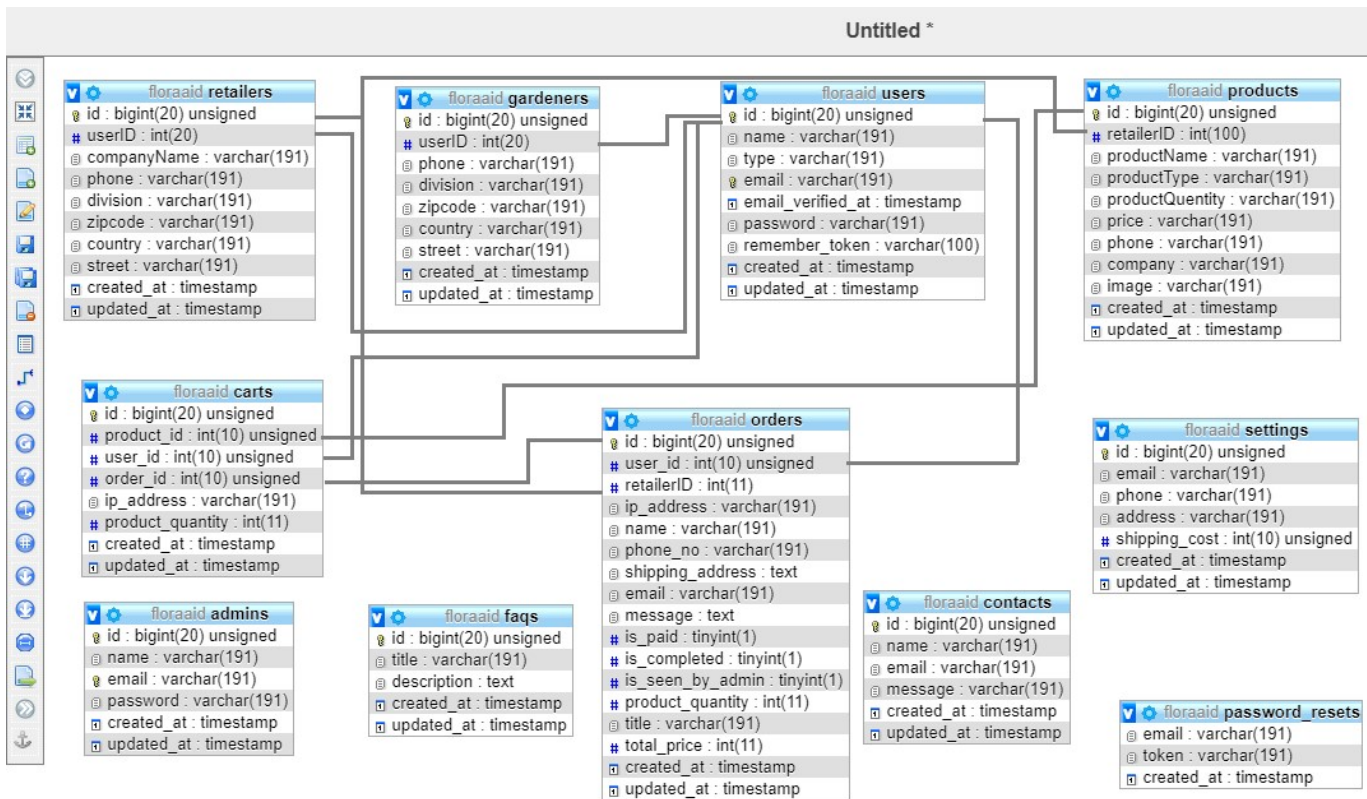 Untitled *
floraaid retailers
id : bigint(20) unsigned
userID : int(20)
companyName : varchar(191)
phone : varchar(191)
division : varchar(191)
zipcode : varchar(191)
country : varchar(191)
street : varchar(191)
created_at : timestamp
updated_at : timestamp
floraaid gardeners
id : bigint(20) unsigned
userID : int(20)
phone : varchar(191)
division : varchar(191)
zipcode : varchar(191)
country : varchar(191)
street : varchar(191)
created_at : timestamp
updated_at : timestamp
floraaid users
id : bigint(20) unsigned
name : varchar(191)
type : varchar(191)
email : varchar(191)
email_verified_at : timestamp
password : varchar(191)
remember_token : varchar(100)
created_at : timestamp
updated_at : timestamp
floraaid products
id : bigint(20) unsigned
retailerID : int(100)
productName : varchar(191)
productType : varchar(191)
productQuentity : varchar(191)
price : varchar(191)
phone : varchar(191)
company : varchar(191)
image : varchar(191)
created_at : timestamp
updated_at : timestamp
floraaid carts
id : bigint(20) unsigned
product_id : int(10) unsigned
user_id : int(10) unsigned
order_id : int(10) unsigned
ip_address : varchar(191)
product_quantity : int(11)
created_at : timestamp
updated_at : timestamp
floraaid orders
id : bigint(20) unsigned
user_id : int(10) unsigned
retailerID : int(11)
ip_address : varchar(191)
name : varchar(191)
phone_no : varchar(191)
shipping_address : text
email : varchar(191)
message : text
is_paid : tinyint(1)
is_completed : tinyint(1)
is_seen_by_admin : tinyint(1)
product_quantity : int(11)
title : varchar(191)
total_price : int(11)
created_at : timestamp
updated_at : timestamp
floraaid settings
id : bigint(20) unsigned
email : varchar(191)
phone : varchar(191)
address : varchar(191)
shipping_cost : int(10) unsigned
created_at : timestamp
updated_at : timestamp
floraaid admins
id : bigint(20) unsigned
name : varchar(191)
email : varchar(191)
password : varchar(191)
created_at : timestamp
updated_at : timestamp
floraaid faqs
id : bigint(20) unsigned
title : varchar(191)
description : text
created_at : timestamp
updated_at : timestamp
floraaid contacts
id : bigint(20) unsigned
name : varchar(191)
email : varchar(191)
message : varchar(191)
created_at : timestamp
updated_at : timestamp
floraaid password_resets
email : varchar(191)
token : varchar(191)
created_at : timestamp